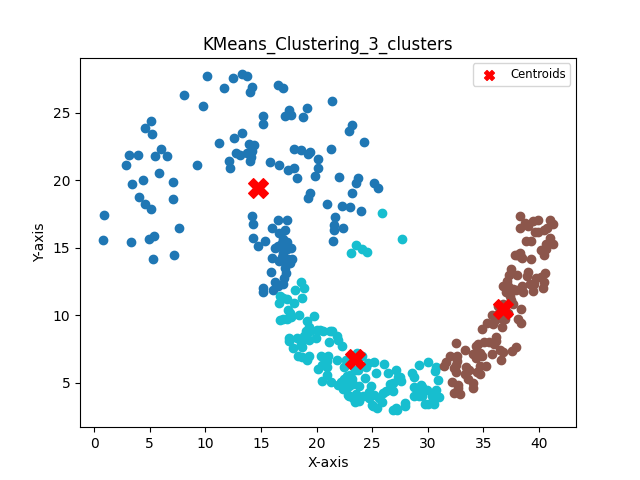 KMeans_Clustering_3_clusters
Centroids
25
20
15
10
5
Y-axis
0 5 10 15 20 25 30 35 40
X-axis